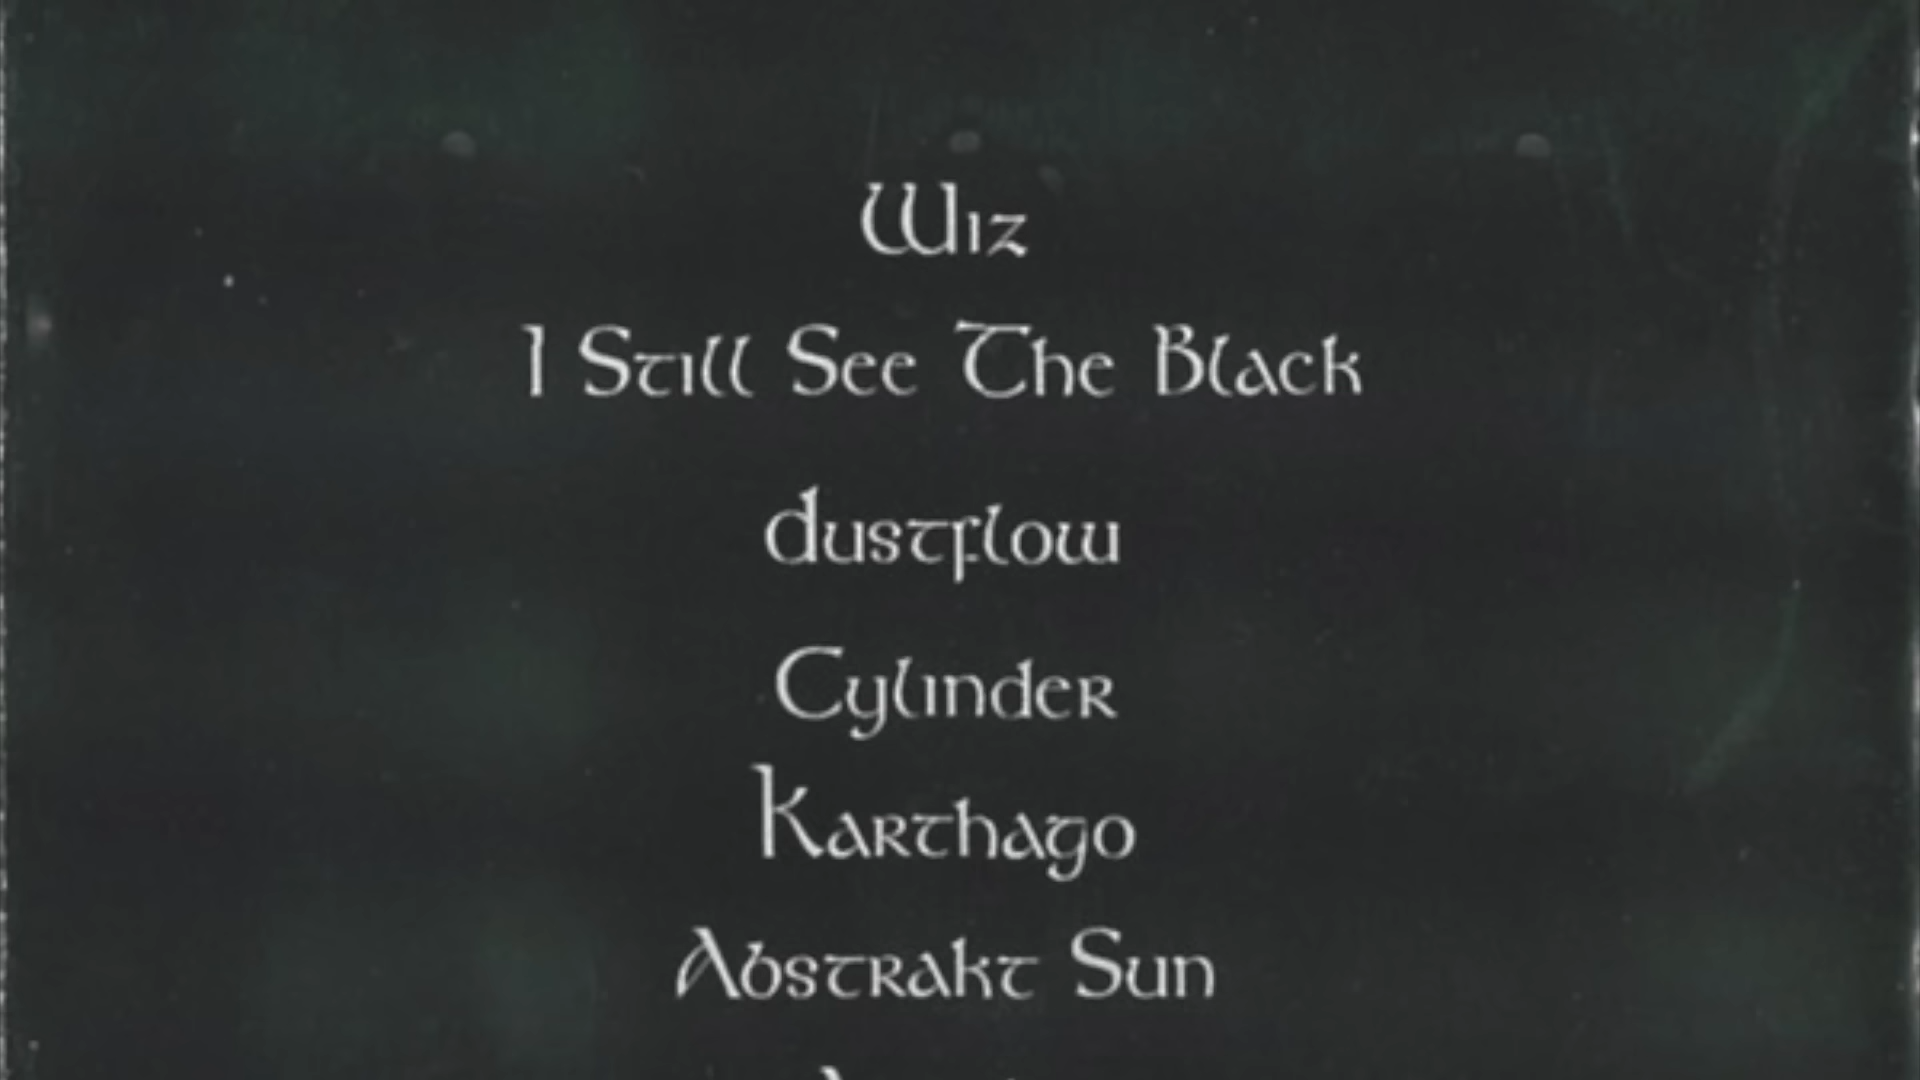 Wiz
I Still See The Black
dustflow
Cylinder
Karthago
Abstrakt Sun